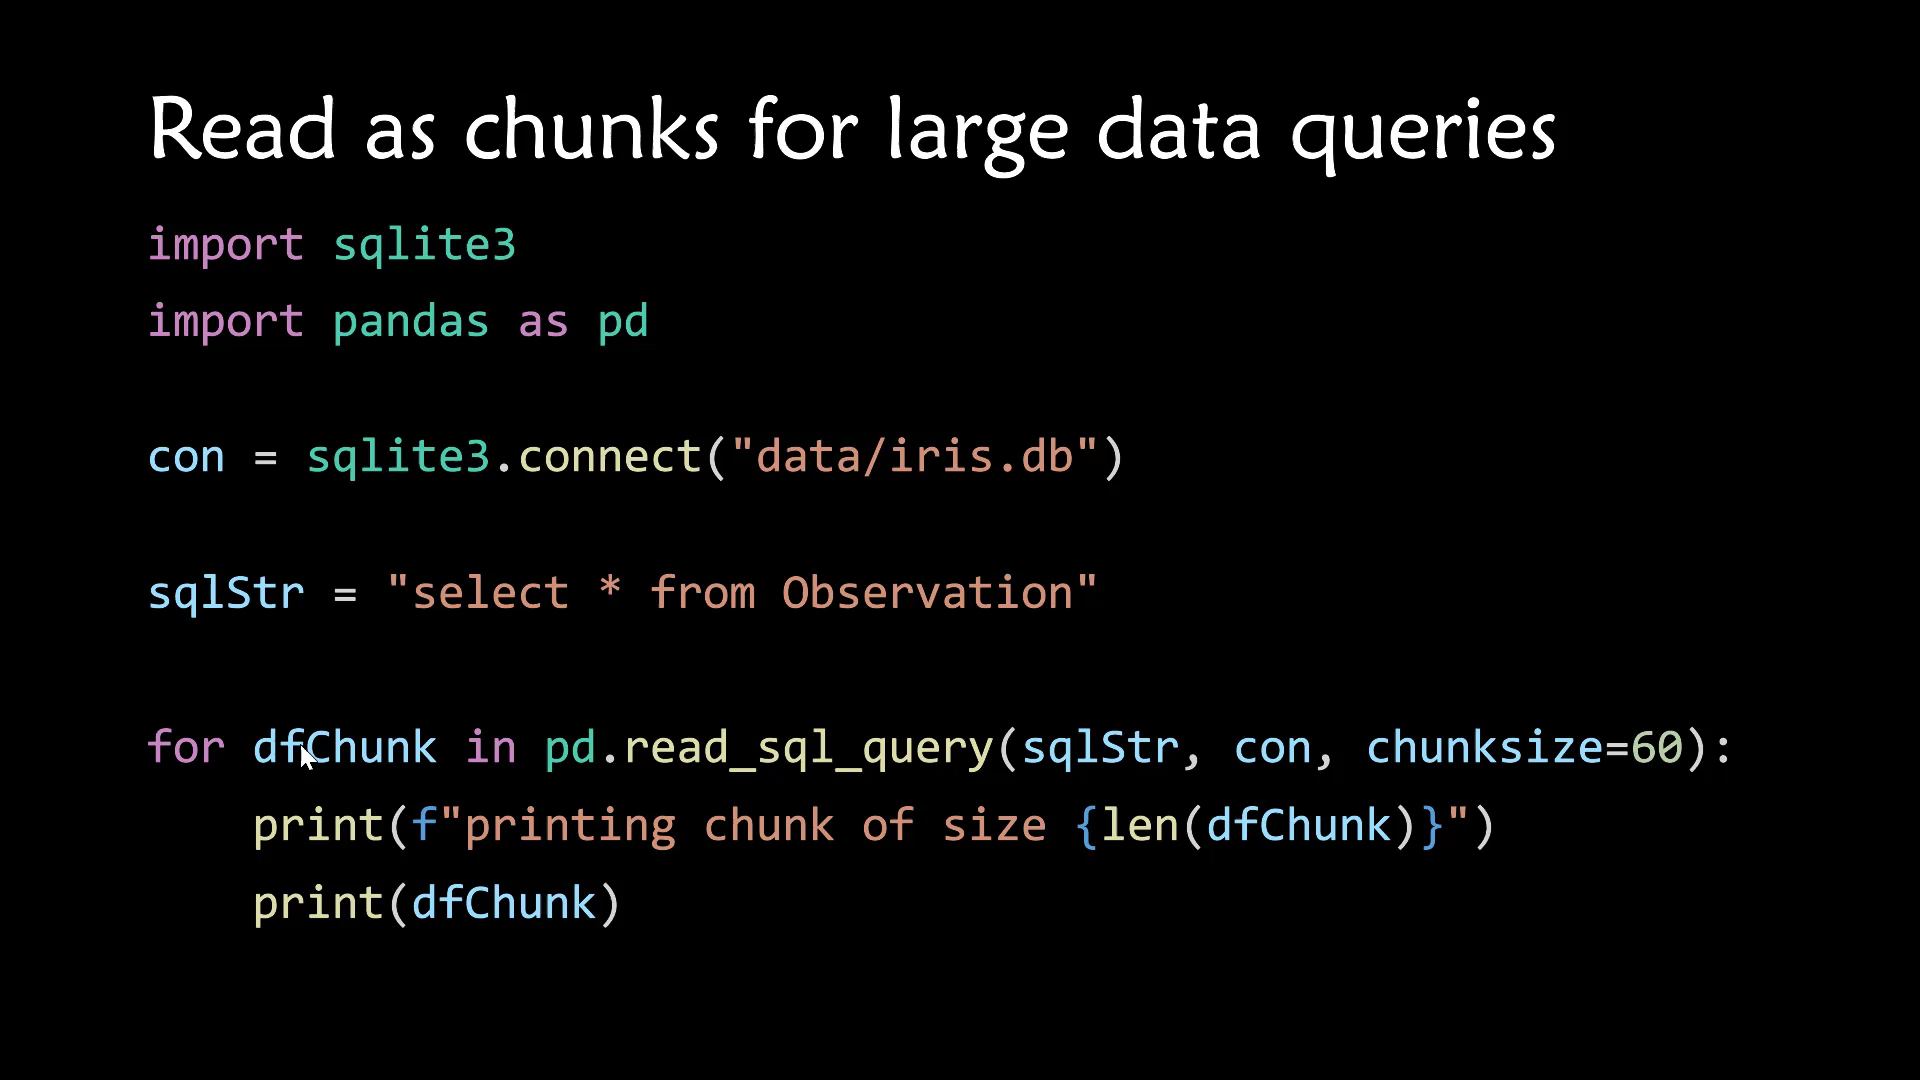 Read as chunks for large data queries
import sqlite3
import pandas as pd
con = sqlite3.connect("data/iris.db")
sqlStr = "select * from Observation"
for dfChunk in pd.read_sql_query(sqlStr, con, chunksize=60):
    print(f"printing chunk of size {len(dfChunk)}")
    print(dfChunk)